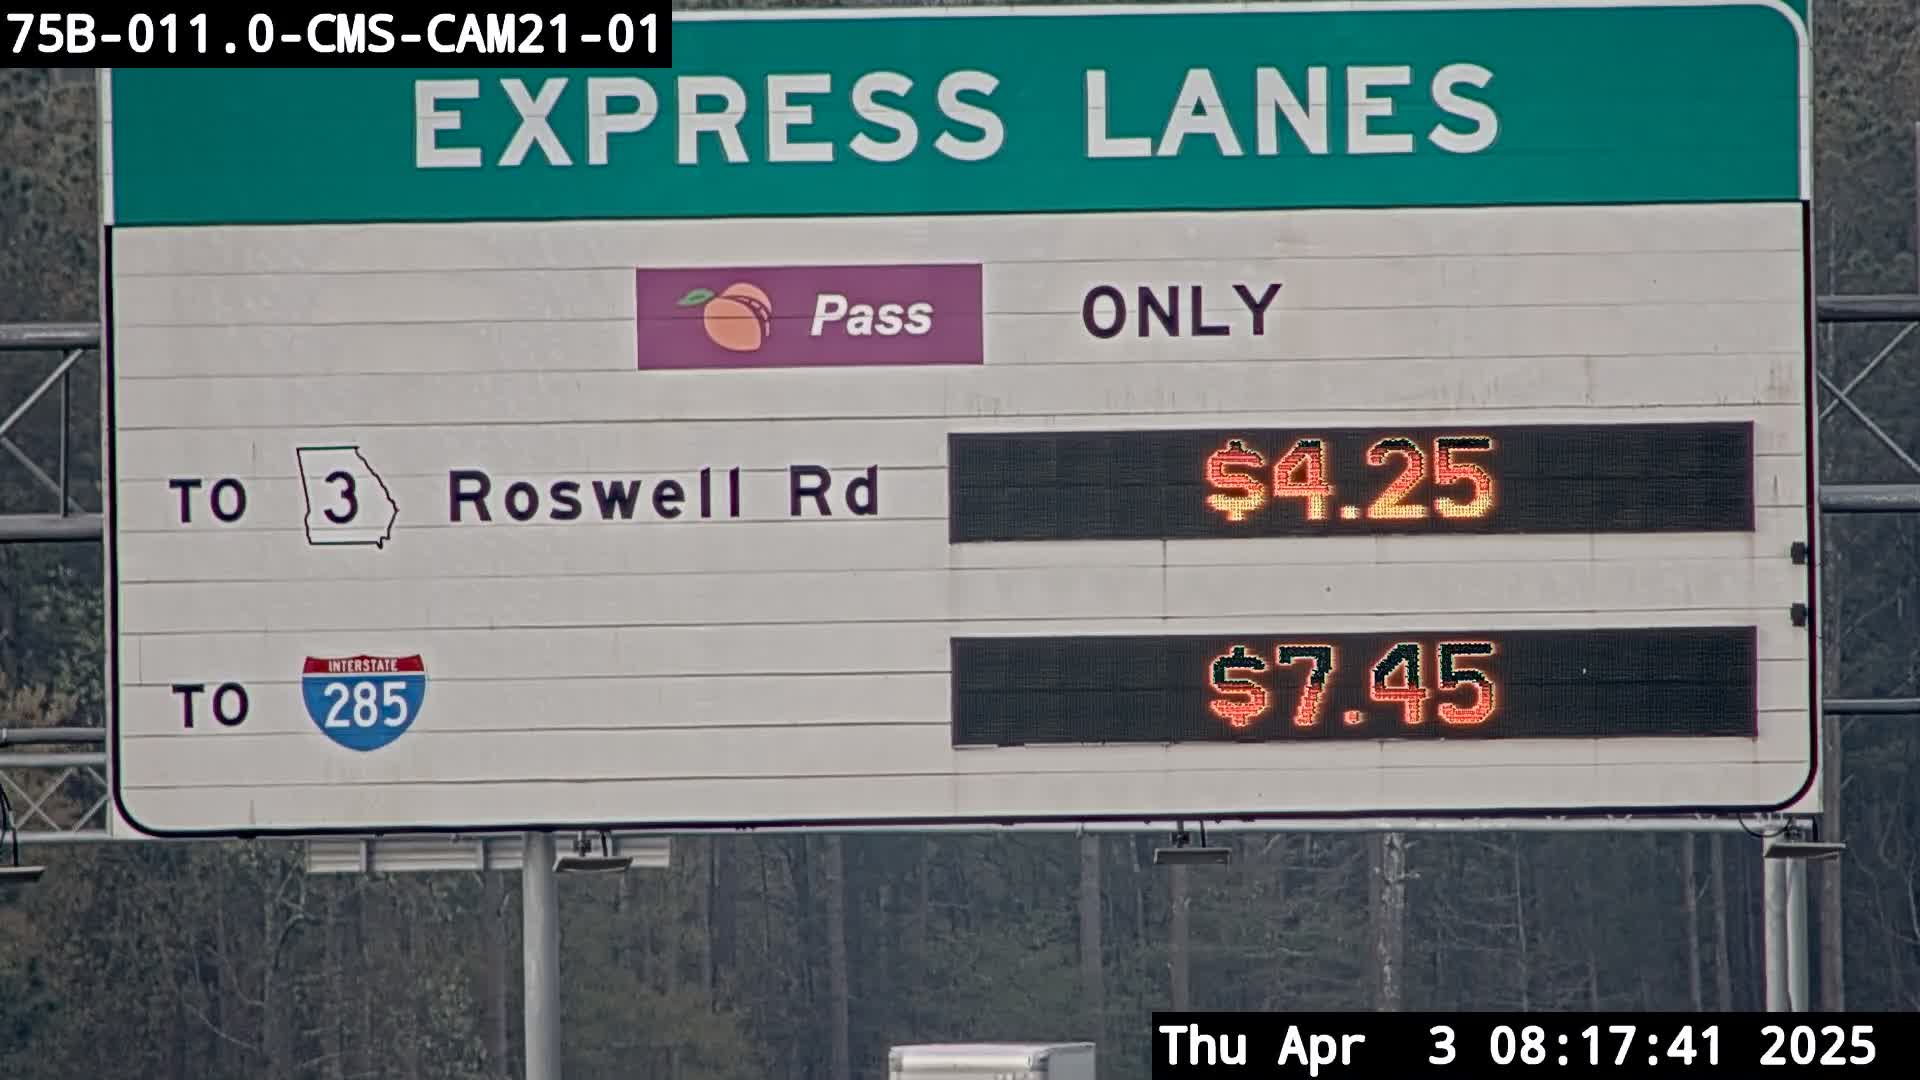 75B-011.0-CMS-CAM21-01
EXPRESS LANES
Pass ONLY
TO 3 Roswell Rd $4.25
INTERSTATE
TO 285 $7.45
Thu Apr 3 08:17:41 2025